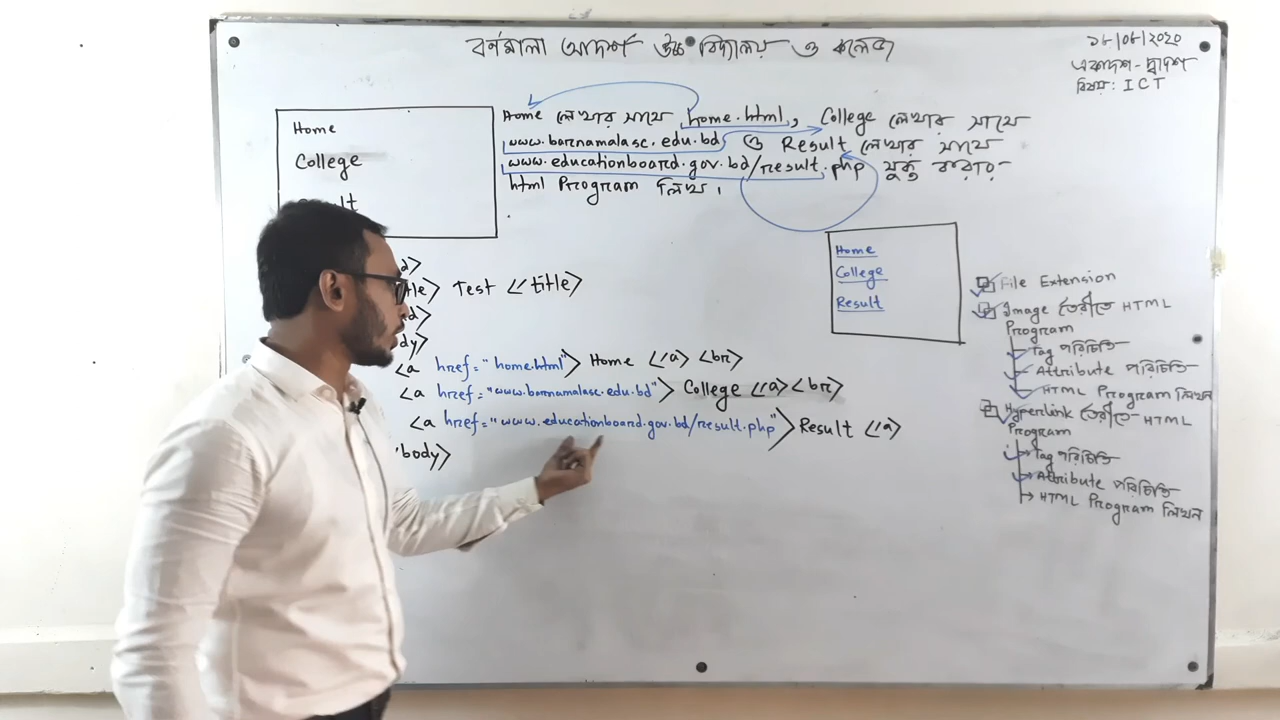 বর্ণমালা আদর্শ উচ্চ বিদ্যালয় ও কলেজ
১৮/০৮/২০২০
একাদশ - দ্বাদশ
বিষয়: ICT
Home
College
Home লেখার সাথে home.html, College লেখার সাথে
www.barnamalasc.edu.bd ও Result লেখার সাথে
www.educationboard.gov.bd/result.php যুক্ত করার
html Program লিখ।
Home
College
Result
Test </title>
<a href="home.html"> Home </a> <br>
<a href="www.barnamalasc.edu.bd"> College </a><br>
<a href="www.educationboard.gov.bd/result.php"> Result </a>
body>
File Extension
Image তৈরীতে HTML
Program
Tag পরিচিতি
Attribute পরিচিতি
HTML Program লিখন
Hyperlink তৈরীতে HTML
Program
Tag পরিচিতি
Attribute পরিচিতি
HTML Program লিখন